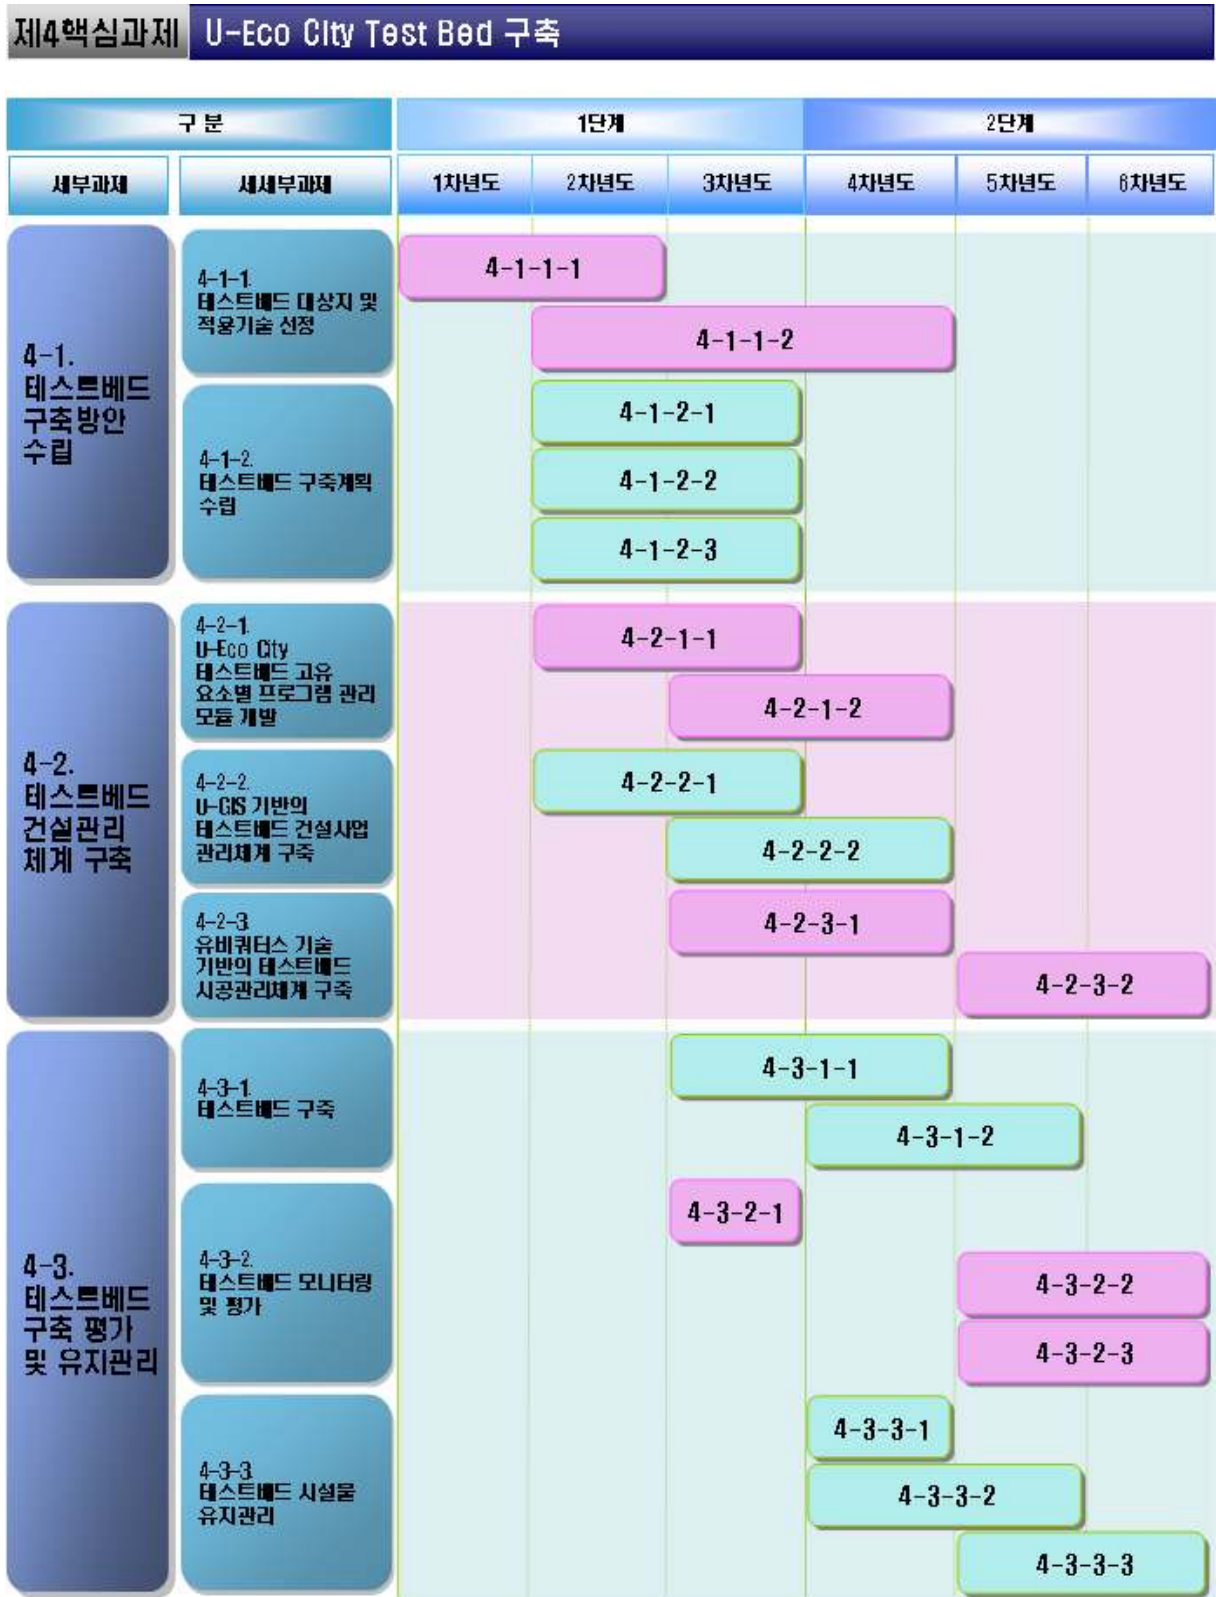 제4핵심과제 U-Eco City Test Bed 구축
구 분 1단계 2단계
세부과제 세세부과제 1차년도 2차년도 3차년도 4차년도 5차년도 6차년도
4-1.
테스트베드
구축방안
수립
4-1-1.
테스트베드 대상지 및
적용기술 선정
4-1-1-1
4-1-1-2
4-1-2.
테스트베드 구축계획
수립
4-1-2-1
4-1-2-2
4-1-2-3
4-2.
테스트베드
건설관리
체계 구축
4-2-1.
U-Eco City
테스트베드 고유
요소별 프로그램 관리
모듈 개발
4-2-1-1
4-2-1-2
4-2-2.
U-GIS 기반의
테스트베드 건설사업
관리체계 구축
4-2-2-1
4-2-2-2
4-2-3.
유비쿼터스 기술
기반의 테스트베드
시공관리체계 구축
4-2-3-1
4-2-3-2
4-3.
테스트베드
구축 평가
및 유지관리
4-3-1.
테스트베드 구축
4-3-1-1
4-3-1-2
4-3-2.
테스트베드 모니터링
및 평가
4-3-2-1
4-3-2-2
4-3-2-3
4-3-3.
테스트베드 시설물
유지관리
4-3-3-1
4-3-3-2
4-3-3-3